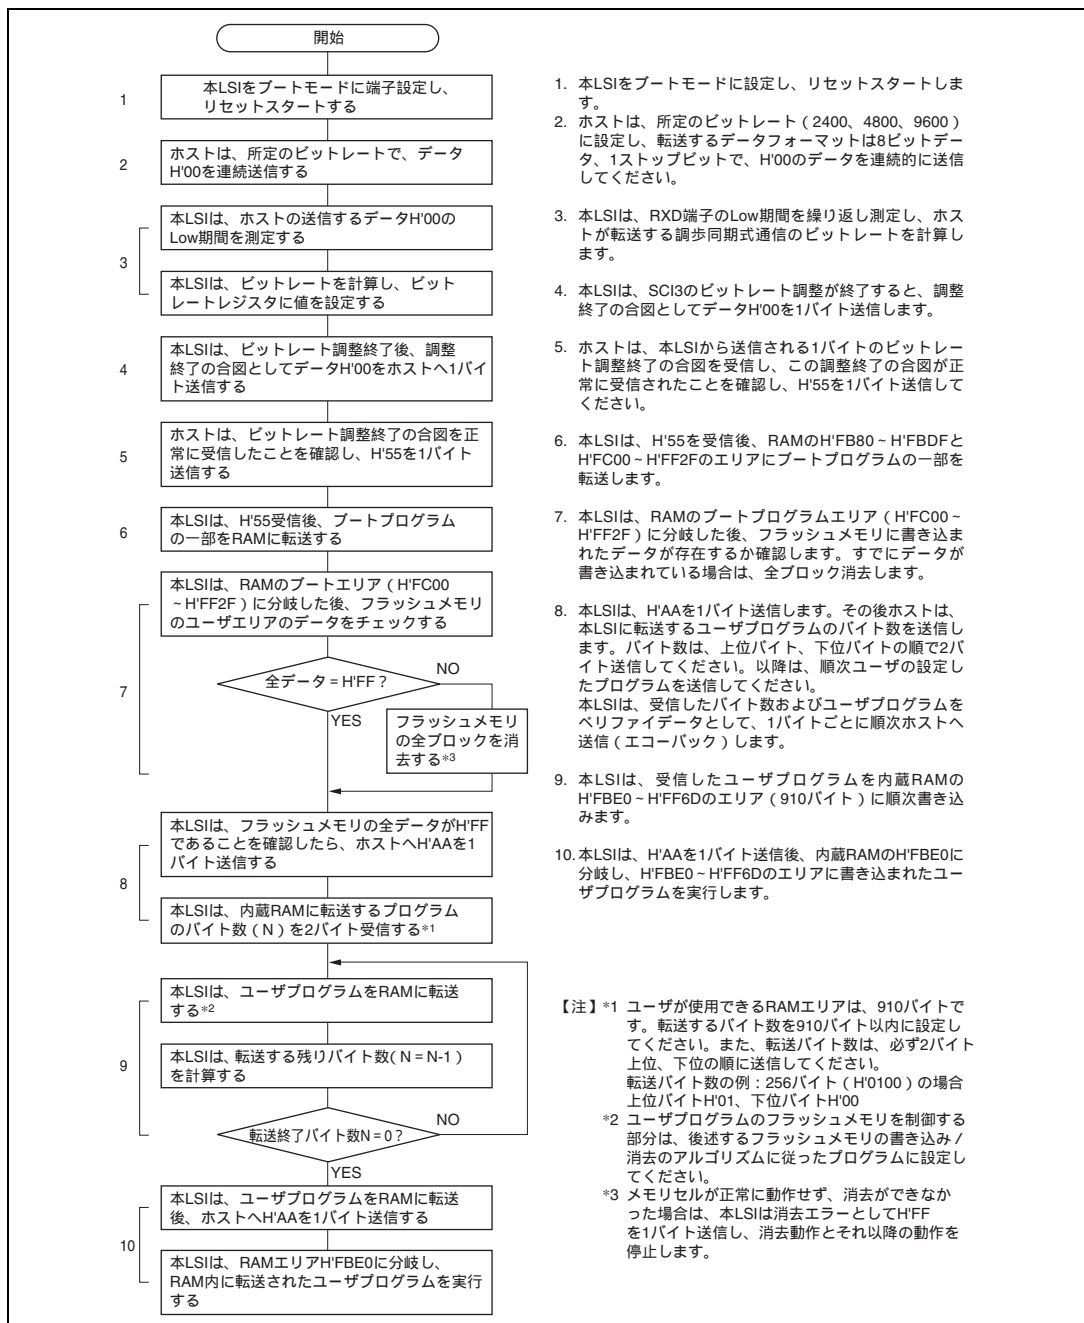 開始
1
本LSIをブートモードに端子設定し、
リセットスタートする
2
ホストは、所定のビットレートで、データ
H'00を連続送信する
3
本LSIは、ホストの送信するデータH'00の
Low期間を測定する
本LSIは、ビットレートを計算し、ビット
レートレジスタに値を設定する
4
本LSIは、ビットレート調整終了後、調整
終了の合図としてデータH'00をホストへ1バイ
ト送信する
5
ホストは、ビットレート調整終了の合図を正
常に受信したことを確認し、H'55を1バイト
送信する
6
本LSIは、H'55受信後、ブートプログラム
の一部をRAMに転送する
7
本LSIは、RAMのブートエリア（H'FC00
~H'FF2F）に分岐した後、フラッシュメモリ
のユーザエリアのデータをチェックする
全データ = H'FF ?
NO
YES
フラッシュメモリ
の全ブロックを消
去する*3
8
本LSIは、フラッシュメモリの全データがH'FF
であることを確認したら、ホストへH'AAを1
バイト送信する
本LSIは、内蔵RAMに転送するプログラム
のバイト数（N）を2バイト受信する*1
9
本LSIは、ユーザプログラムをRAMに転送
する*2
本LSIは、転送する残りバイト数（N = N-1）
を計算する
転送終了バイト数N = 0 ?
NO
YES
10
本LSIは、ユーザプログラムをRAMに転送
後、ホストへH'AAを1バイト送信する
本LSIは、RAMエリアH'FBE0に分岐し、
RAM内に転送されたユーザプログラムを実行
する
1. 本LSIをブートモードに設定し、リセットスタートしま
す。
2. ホストは、所定のビットレート（2400、4800、9600）
に設定し、転送するデータフォーマットは8ビットデー
タ、1ストップビットで、H'00のデータを連続的に送信
してください。
3. 本LSIは、RXD端子のLow期間を繰り返し測定し、ホス
トが転送する調歩同期式通信のビットレートを計算し
ます。
4. 本LSIは、SCI3のビットレート調整が終了すると、調整
終了の合図としてデータH'00を1バイト送信します。
5. ホストは、本LSIから送信される1バイトのビットレー
ト調整終了の合図を受信し、この調整終了の合図が正
常に受信されたことを確認し、H'55を1バイト送信して
ください。
6. 本LSIは、H'55を受信後、RAMのH'FB80~H'FBDFと
H'FC00~H'FF2Fのエリアにブートプログラムの一部を
転送します。
7. 本LSIは、RAMのブートプログラムエリア（H'FC00~
H'FF2F）に分岐した後、フラッシュメモリに書き込ま
れたデータが存在するか確認します。すでにデータが
書き込まれている場合は、全ブロック消去します。
8. 本LSIは、H'AAを1バイト送信します。その後ホストは、
本LSIに転送するユーザプログラムのバイト数を送信し
ます。バイト数は、上位バイト、下位バイトの順で2バ
イト送信してください。以降は、順次ユーザの設定し
たプログラムを送信してください。
本LSIは、受信したバイト数およびユーザプログラムを
ベリファイデータとして、1バイトごとに順次ホストへ
送信（エコーバック）します。
9. 本LSIは、受信したユーザプログラムを内蔵RAMの
H'FBE0~H'FF6Dのエリア（910バイト）に順次書き込
みます。
10. 本LSIは、H'AAを1バイト送信後、内蔵RAMのH'FBE0に
分岐し、H'FBE0~H'FF6Dのエリアに書き込まれたユー
ザプログラムを実行します。
【注】*1 ユーザが使用できるRAMエリアは、910バイトで
す。転送するバイト数を910バイト以内に設定し
てください。また、転送バイト数は、必ず2バイト
上位、下位の順に送信してください。
転送バイト数の例：256バイト（H'0100）の場合
上位バイトH'01、下位バイトH'00
*2 ユーザプログラムのフラッシュメモリを制御する
部分は、後述するフラッシュメモリの書き込み／
消去のアルゴリズムに従ったプログラムに設定し
てください。
*3 メモリセルが正常に動作せず、消去ができなか
った場合は、本LSIは消去エラーとしてH'FF
を1バイト送信し、消去動作とそれ以降の動作を
停止します。